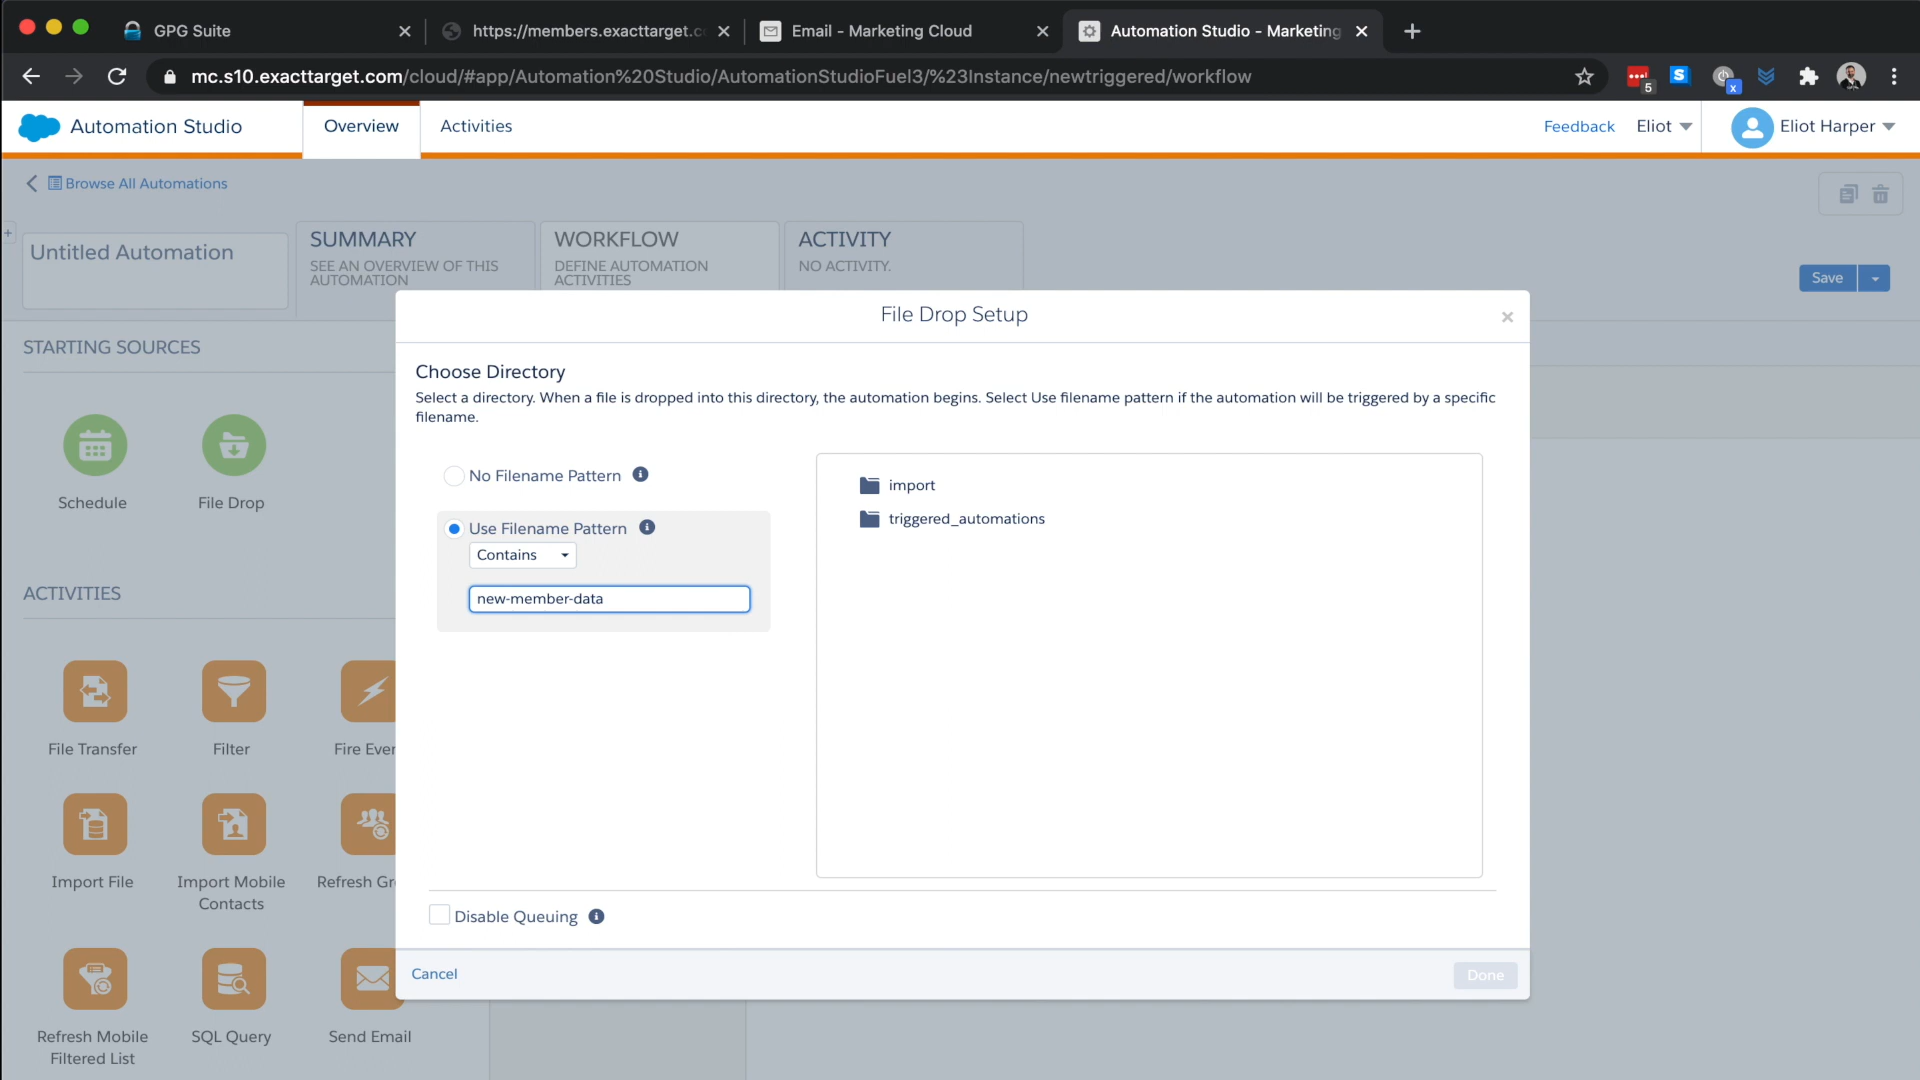 GPG Suite
https://members.exacttarget.c
Email - Marketing Cloud
Automation Studio - Marketing
mc.s10.exacttarget.com/cloud/#app/Automation%20Studio/AutomationStudioFuel3/%23Instance/newtriggered/workflow
5
S
x
Automation Studio
Overview
Activities
Feedback
Eliot
Eliot Harper
Browse All Automations
Untitled Automation
SUMMARY
SEE AN OVERVIEW OF THIS
AUTOMATION
WORKFLOW
DEFINE AUTOMATION
ACTIVITIES
ACTIVITY
NO ACTIVITY.
Save
STARTING SOURCES
Schedule
File Drop
ACTIVITIES
File Transfer
Filter
Fire Eve
Import File
Import Mobile
Contacts
Refresh Gr
Refresh Mobile
Filtered List
SQL Query
Send Email
File Drop Setup
Choose Directory
Select a directory. When a file is dropped into this directory, the automation begins. Select Use filename pattern if the automation will be triggered by a specific
filename.
No Filename Pattern
Use Filename Pattern
Contains
new-member-data
import
triggered_automations
Disable Queuing
Cancel
Done